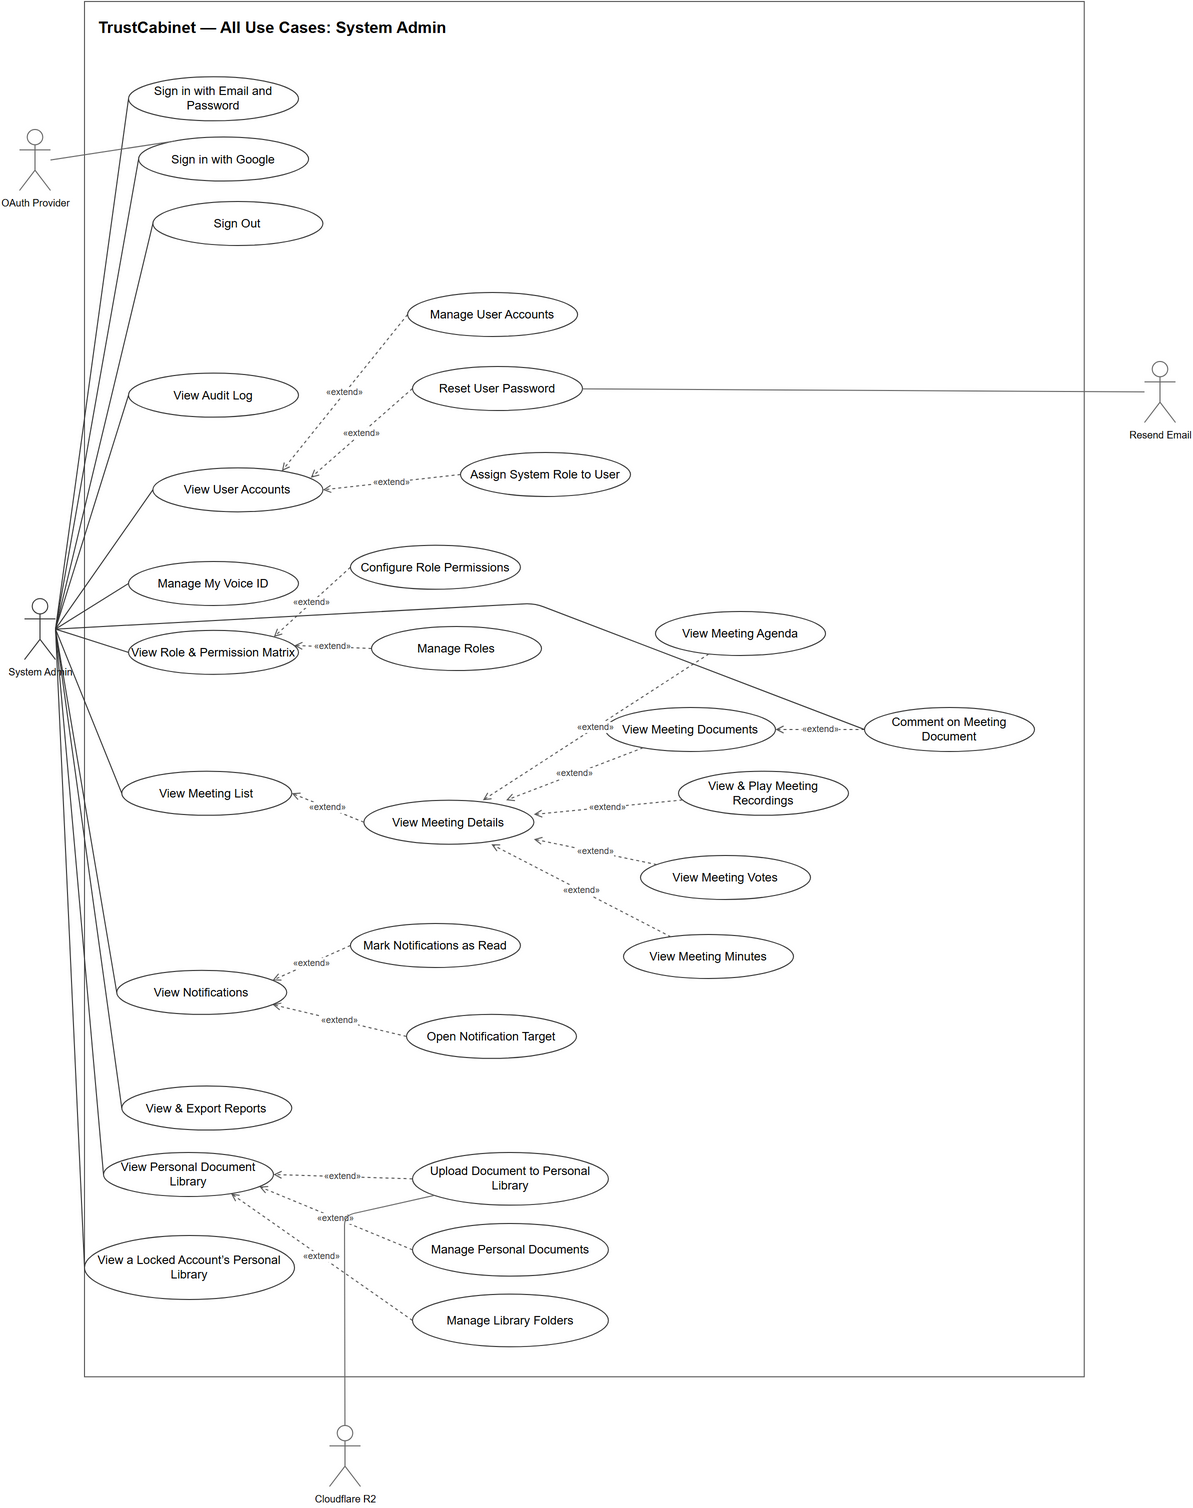 TrustCabinet — All Use Cases: System Admin
Sign in with Email and
Password
Sign in with Google
OAuth Provider
Sign Out
Manage User Accounts
Reset User Password
«extend»
View Audit Log
«extend»
Resend Email
Assign System Role to User
«extend»
View User Accounts
Configure Role Permissions
Manage My Voice ID
«extend»
View Meeting Agenda
Manage Roles
«extend»
View Role & Permission Matrix
System Admin
Comment on Meeting
Document
«extend»
View Meeting Documents
«extend»
«extend»
View & Play Meeting
Recordings
View Meeting List
«extend»
«extend»
View Meeting Details
«extend»
View Meeting Votes
«extend»
Mark Notifications as Read
View Meeting Minutes
«extend»
View Notifications
«extend»
Open Notification Target
View & Export Reports
View Personal Document
Library
«extend»
Upload Document to Personal
Library
«extend»
Manage Personal Documents
«extend»
View a Locked Account's Personal
Library
Manage Library Folders
Cloudflare R2